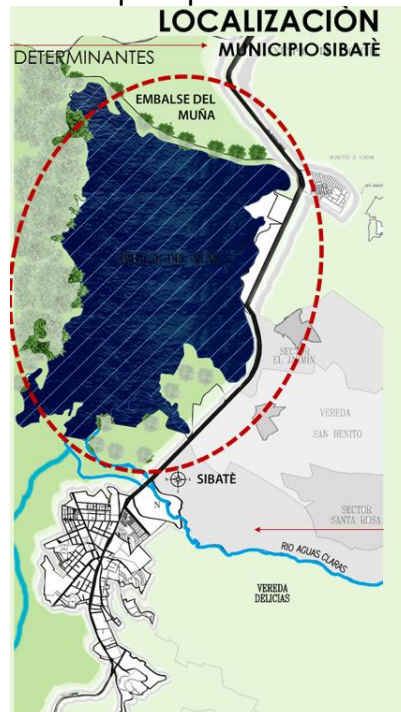 LOCALIZACIÒN
DETERMINANTES
MUNICIPIO SIBATÈ
EMBALSE DEL
MUÑA
SECTOR
EL JAZMIN
VEREDA
SAN BENITO
SIBATÈ
N
SECTOR
SANTA ROSA
RIO AGUAS CLARAS
VEREDA
DELICIAS